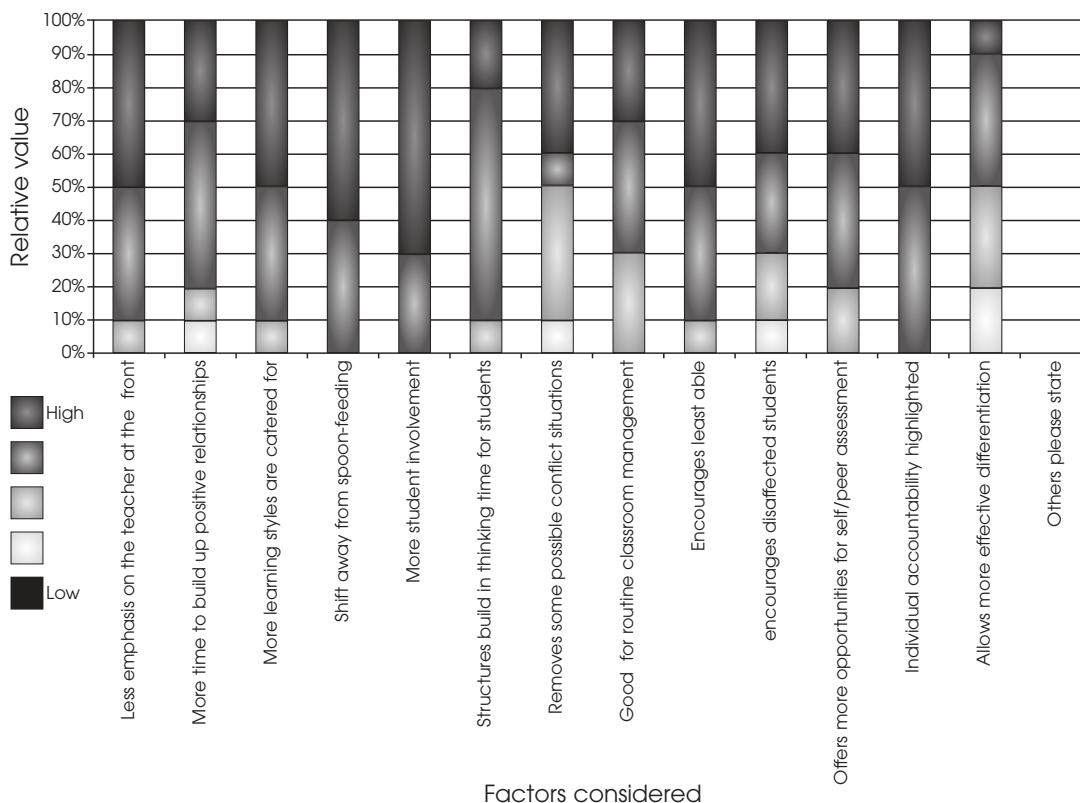 100%
90%
80%
70%
60%
50%
40%
30%
20%
10%
0%
Relative value
High
Low
Less emphasis on the teacher at the front
More time to build up positive relationships
More learning styles are catered for
Shift away from spoon-feeding
More student involvement
Structures build in thinking time for students
Removes some possible conflict situations
Good for routine classroom management
Encourages least able
encourages disaffected students
Offers more opportunities for self/peer assessment
Individual accountability highlighted
Allows more effective differentiation
Others please state
Factors considered